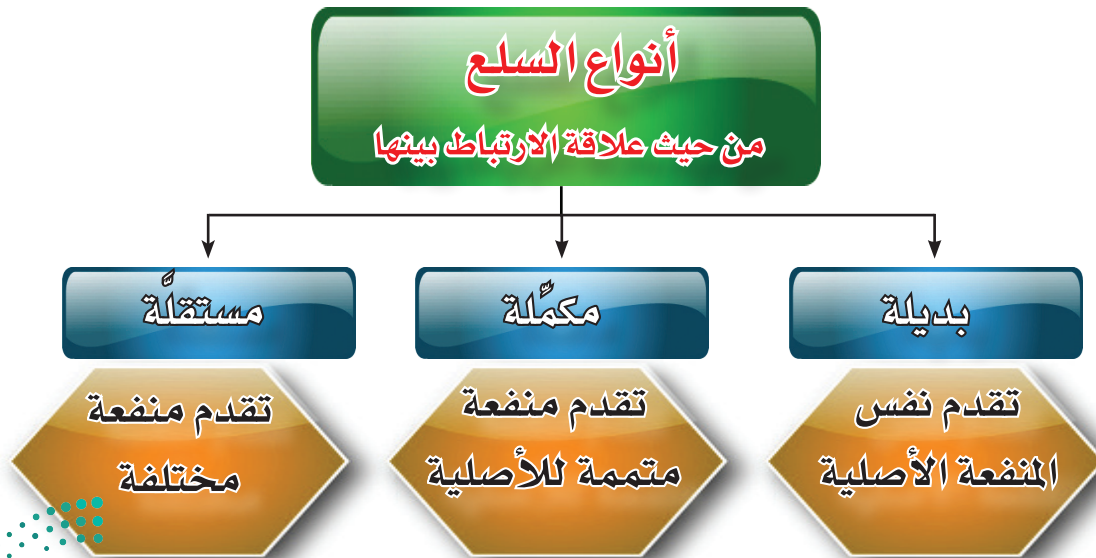 أنواع السلع
من حيث علاقة الارتباط بينها
بديلة
مكمِّلة
مستقلَّة
تقدم نفس
المنفعة الأصلية
تقدم منفعة
متممة للأصلية
تقدم منفعة
مختلفة